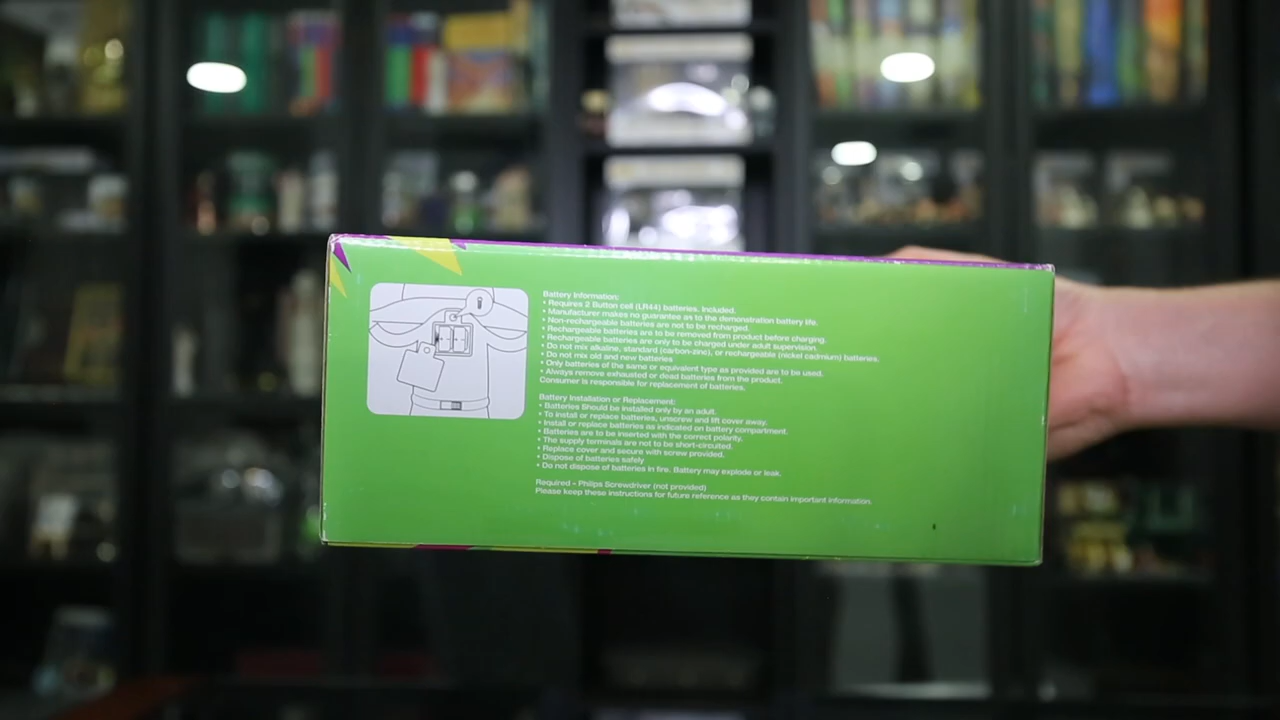 Battery Information:
• Requires 2 Button cell (LR44) batteries. Included.
• Manufacturer makes no guarantee as to the demonstration battery life.
• Non-rechargeable batteries are not to be recharged.
• Rechargeable batteries are to be removed from product before charging.
• Rechargeable batteries are only to be charged under adult supervision.
• Do not mix alkaline, standard (carbon-zinc), or rechargeable (nickel cadmium) batteries.
• Do not mix old and new batteries
• Only batteries of the same or equivalent type as provided are to be used.
• Always remove exhausted or dead batteries from the product.
Consumer is responsible for replacement of batteries.
Battery Installation or Replacement:
• Batteries Should be installed only by an adult.
• To install or replace batteries, unscrew and lift cover away.
• Install or replace batteries as indicated on battery compartment.
• Batteries are to be inserted with the correct polarity.
• The supply terminals are not to be short-circuited.
• Replace cover and secure with screw provided.
• Dispose of batteries safely
• Do not dispose of batteries in fire. Battery may explode or leak.
Required - Philips Screwdriver (not provided)
Please keep these instructions for future reference as they contain important information.